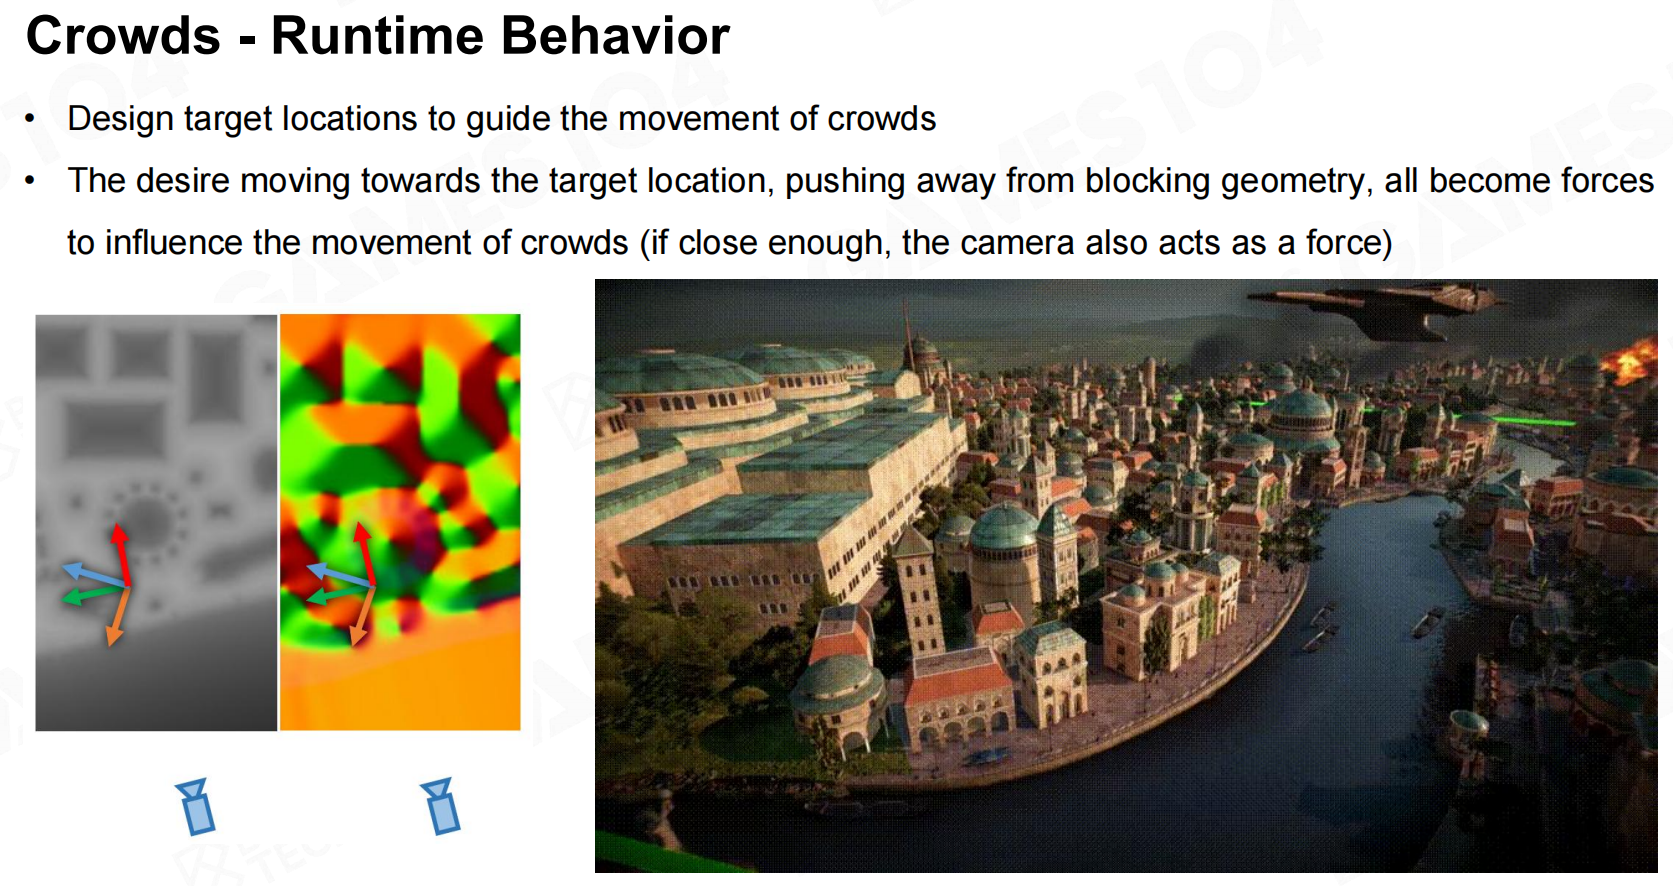 Crowds - Runtime Behavior
• Design target locations to guide the movement of crowds
• The desire moving towards the target location, pushing away from blocking geometry, all become forces
to influence the movement of crowds (if close enough, the camera also acts as a force)
GAMES104